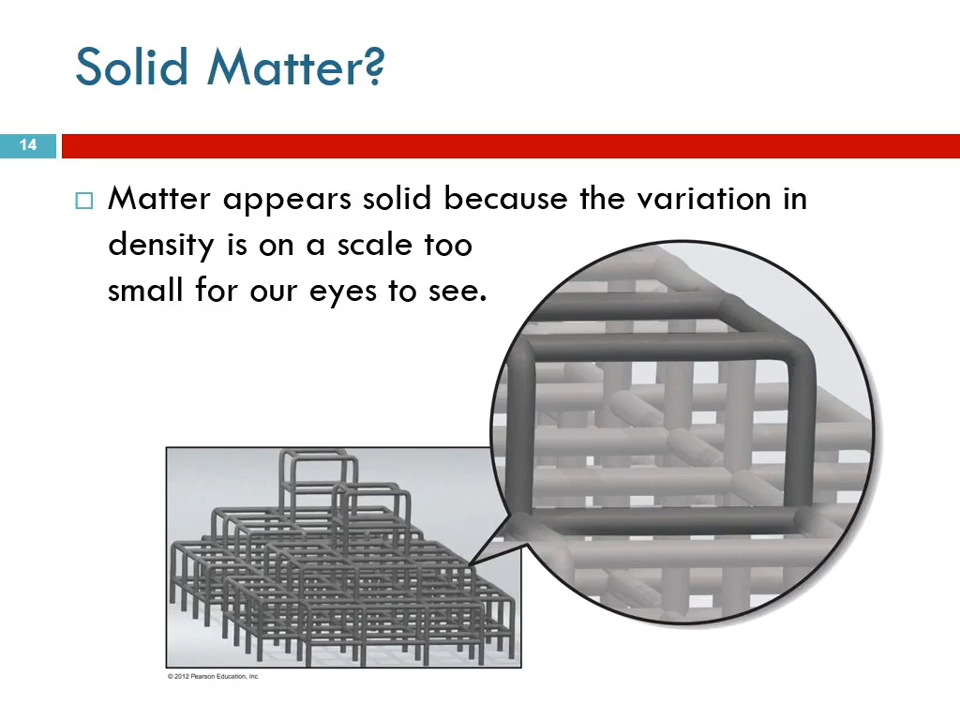 Solid Matter?
14
Matter appears solid because the variation in
density is on a scale too
small for our eyes to see.
© 2012 Pearson Education, Inc.